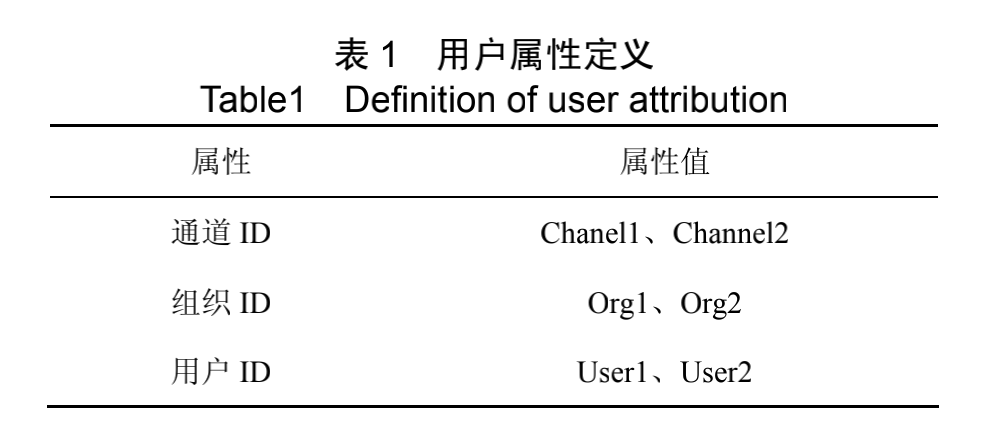 表 1 用户属性定义
Table1 Definition of user attribution
属性 属性值
通道 ID Chanel1、Channel2
组织 ID Org1、Org2
用户 ID User1、User2